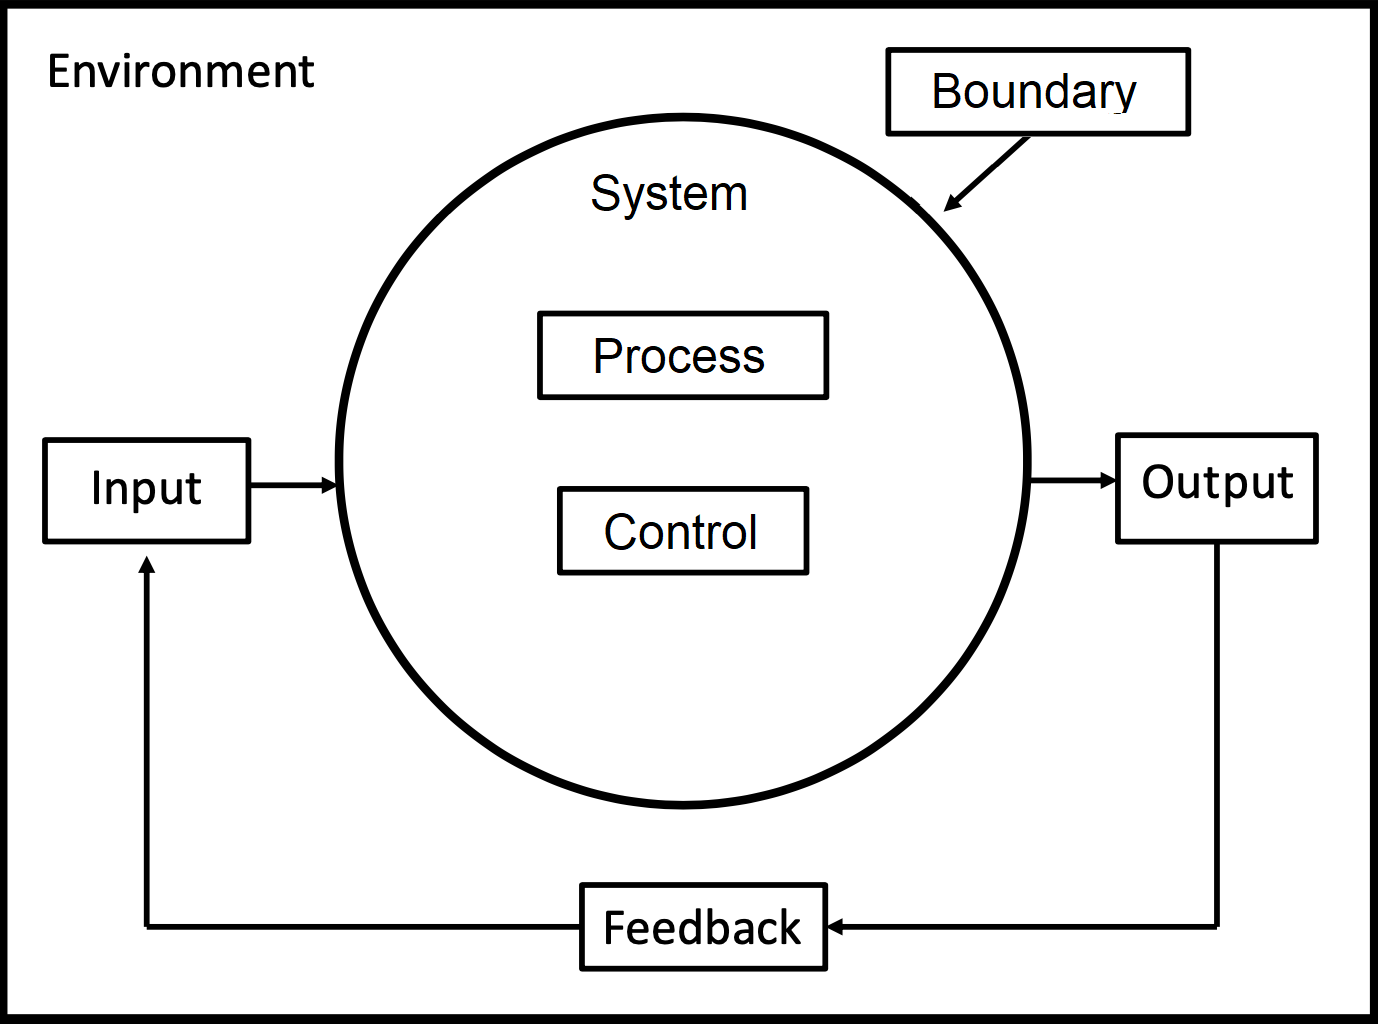 Environment
Boundary
System
Process
Input
Output
Control
Feedback